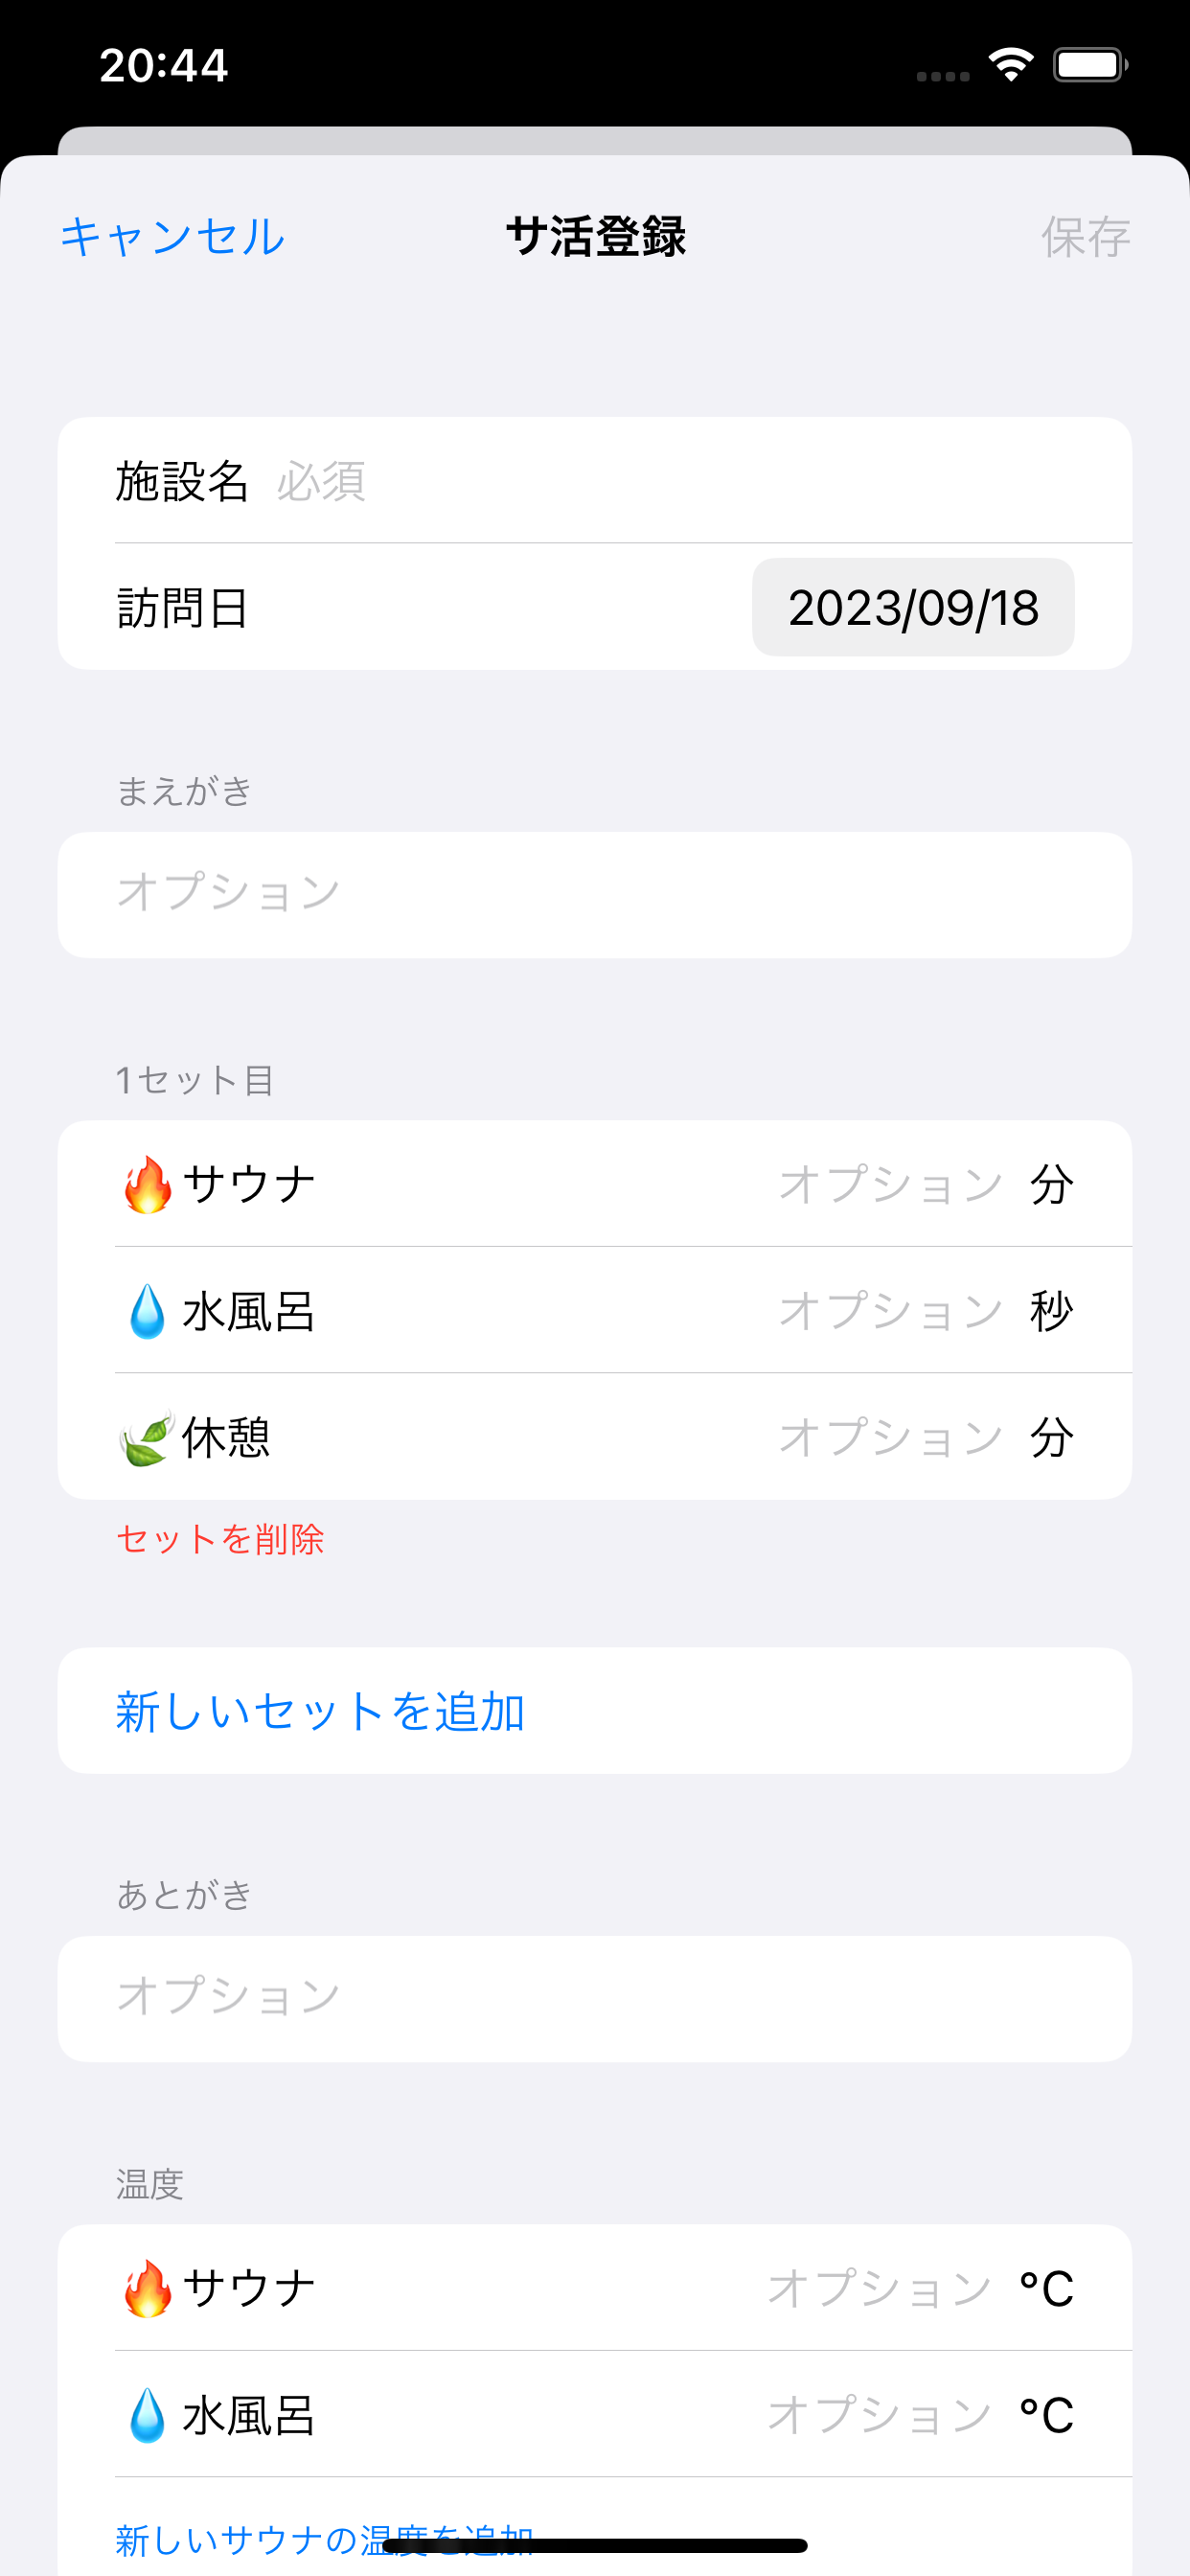 20:44
キャンセル サ活登録 保存
施設名 必須
訪問日 2023/09/18
まえがき
オプション
1セット目
🔥サウナ オプション 分
💧水風呂 オプション 秒
🍃休憩 オプション 分
セットを削除
新しいセットを追加
あとがき
オプション
温度
🔥サウナ オプション °C
💧水風呂 オプション °C
新しいサウナの温度を追加